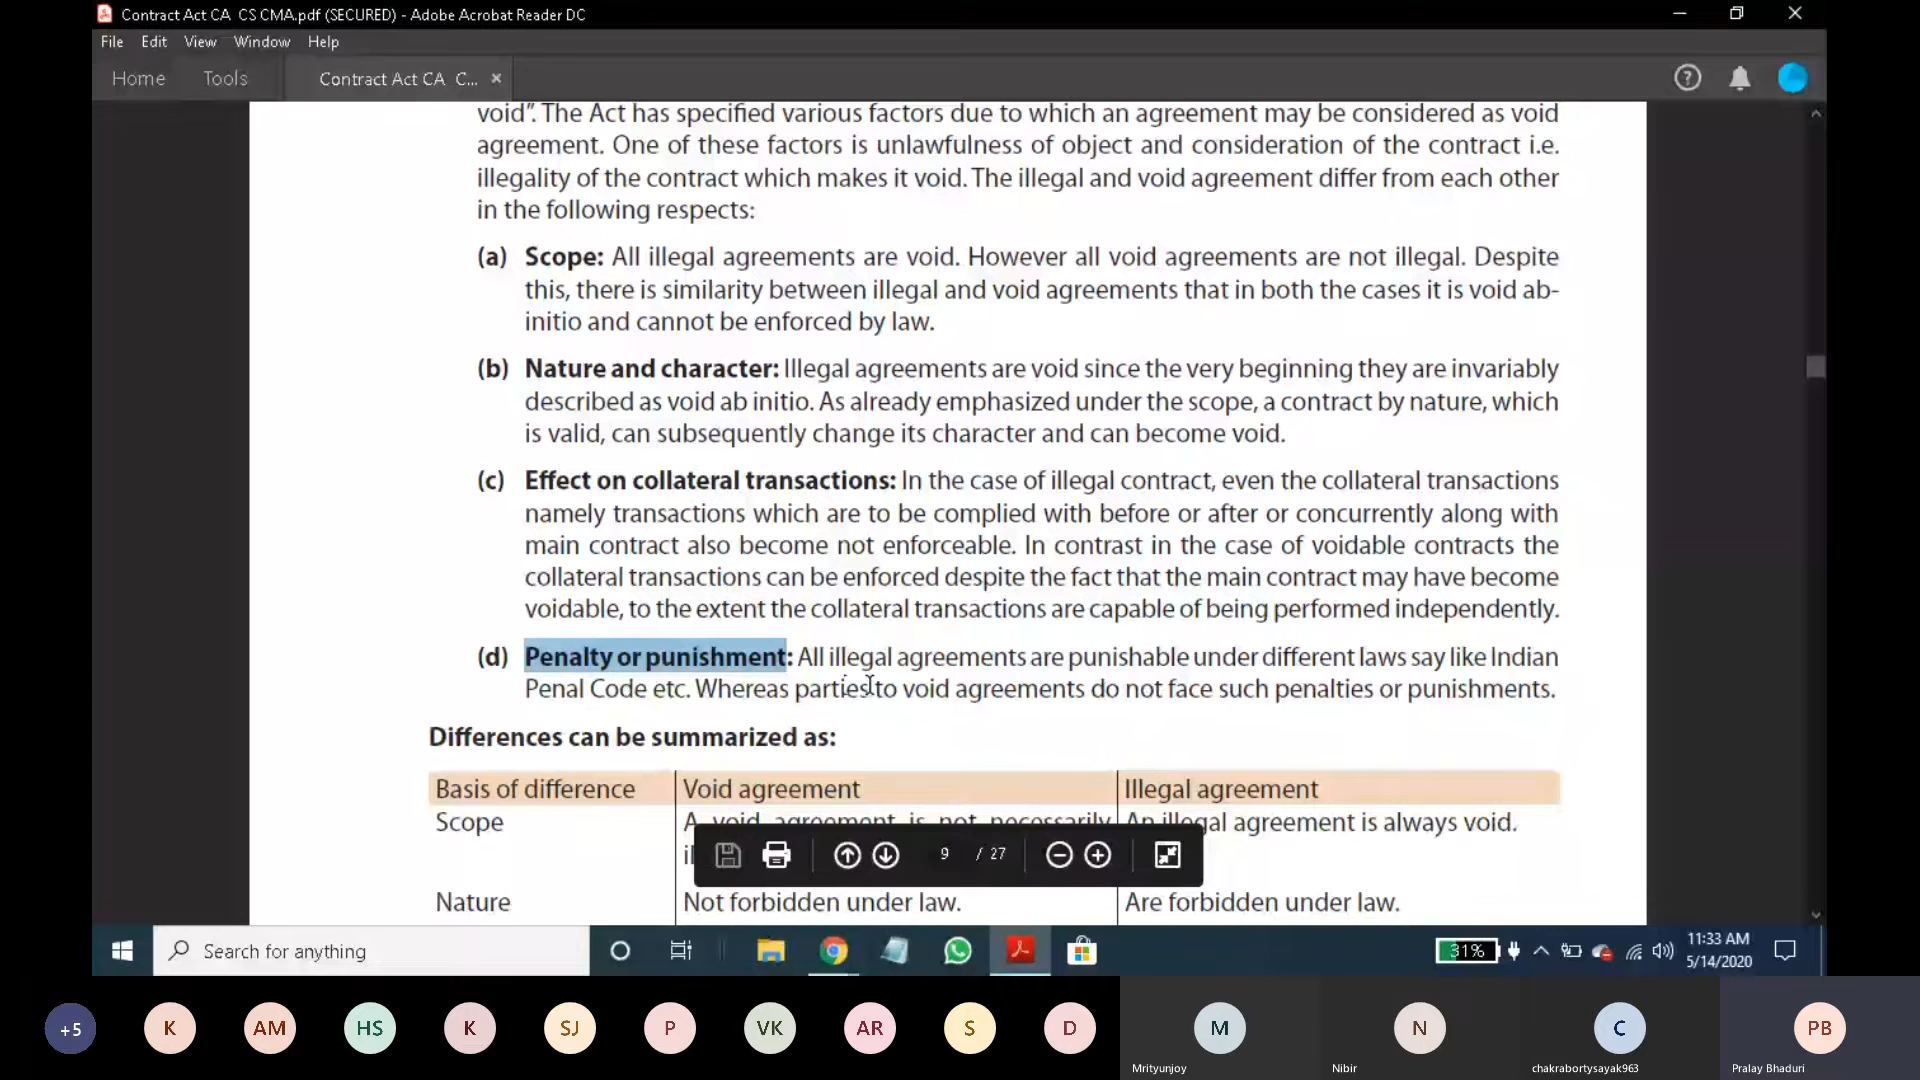 Contract Act CA  CS CMA.pdf (SECURED) - Adobe Acrobat Reader DC
File Edit View Window Help
Home Tools Contract Act CA  C... ×
void”. The Act has specified various factors due to which an agreement may be considered as void
agreement. One of these factors is unlawfulness of object and consideration of the contract i.e.
illegality of the contract which makes it void. The illegal and void agreement differ from each other
in the following respects:
(a) Scope: All illegal agreements are void. However all void agreements are not illegal. Despite
this, there is similarity between illegal and void agreements that in both the cases it is void ab-
initio and cannot be enforced by law.
(b) Nature and character: Illegal agreements are void since the very beginning they are invariably
described as void ab initio. As already emphasized under the scope, a contract by nature, which
is valid, can subsequently change its character and can become void.
(c) Effect on collateral transactions: In the case of illegal contract, even the collateral transactions
namely transactions which are to be complied with before or after or concurrently along with
main contract also become not enforceable. In contrast in the case of voidable contracts the
collateral transactions can be enforced despite the fact that the main contract may have become
voidable, to the extent the collateral transactions are capable of being performed independently.
(d) Penalty or punishment: All illegal agreements are punishable under different laws say like Indian
Penal Code etc. Whereas parties to void agreements do not face such penalties or punishments.
Differences can be summarized as:
Basis of difference Void agreement Illegal agreement
Scope A void agreement is not necessarily An illegal agreement is always void.
9 / 27
Nature Not forbidden under law. Are forbidden under law.
Search for anything
31%
11:33 AM
5/14/2020
+5 K AM HS K SJ P VK AR S D M N C PB
Mrityunjoy Nibir chakrabortysayak963 Pralay Bhaduri